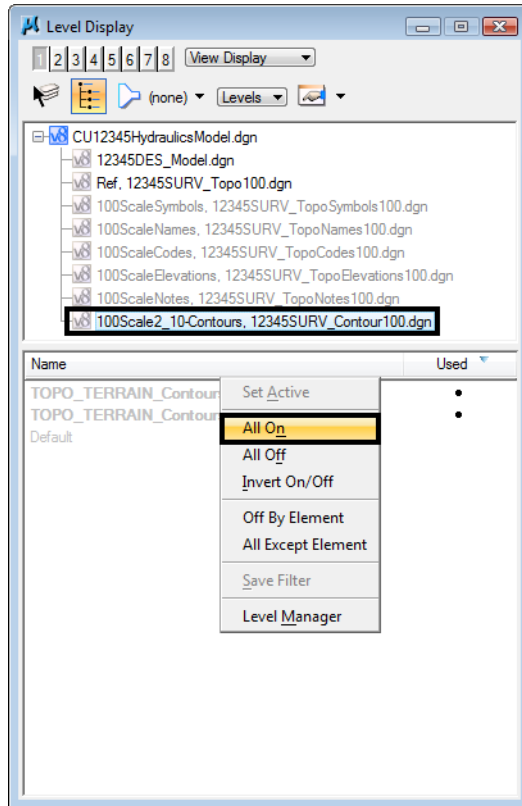 Level Display
1 2 3 4 5 6 7 8 View Display
(none) Levels
CU12345HydraulicsModel.dgn
12345DES_Model.dgn
Ref, 12345SURV_Topo100.dgn
100ScaleSymbols, 12345SURV_TopoSymbols100.dgn
100ScaleNames, 12345SURV_TopoNames100.dgn
100ScaleCodes, 12345SURV_TopoCodes100.dgn
100ScaleElevations, 12345SURV_TopoElevations100.dgn
100ScaleNotes, 12345SURV_TopoNotes100.dgn
100Scale2_10-Contours, 12345SURV_Contour100.dgn
Name Used
TOPO_TERRAIN_Contour
TOPO_TERRAIN_Contour
Default
Set Active
All On
All Off
Invert On/Off
Off By Element
All Except Element
Save Filter
Level Manager